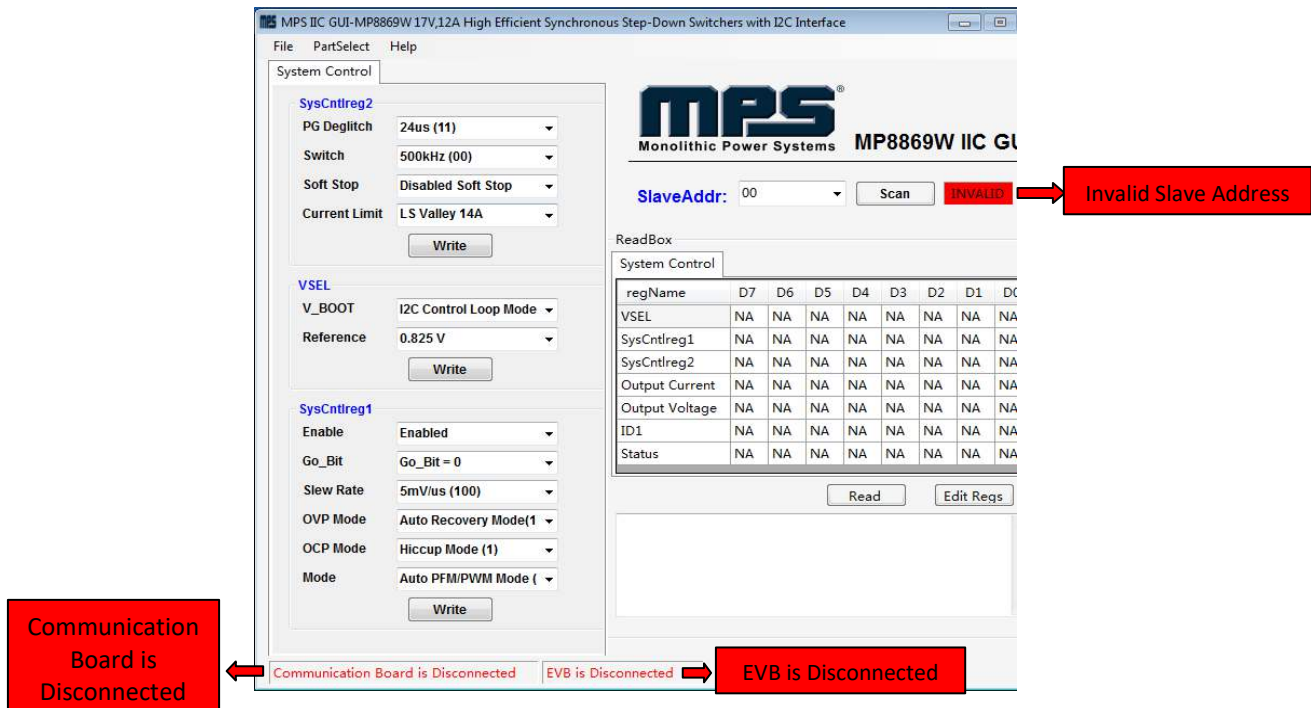 MPS IIC GUI-MP8869W 17V,12A High Efficient Synchronous Step-Down Switchers with I2C Interface
File PartSelect Help
System Control
SysCntlreg2
PG Deglitch 24us (11)
Switch 500kHz (00)
Soft Stop Disabled Soft Stop
Current Limit LS Valley 14A
Write
VSEL
V_BOOT I2C Control Loop Mode
Reference 0.825 V
Write
SysCntlreg1
Enable Enabled
Go_Bit Go_Bit = 0
Slew Rate 5mV/us (100)
OVP Mode Auto Recovery Mode(1
OCP Mode Hiccup Mode (1)
Mode Auto PFM/PWM Mode (
Write
mps®
Monolithic Power Systems
MP8869W IIC GU
SlaveAddr: 00 Scan INVALID
Invalid Slave Address
ReadBox
System Control
regName D7 D6 D5 D4 D3 D2 D1 D0
VSEL NA NA NA NA NA NA NA NA
SysCntlreg1 NA NA NA NA NA NA NA NA
SysCntlreg2 NA NA NA NA NA NA NA NA
Output Current NA NA NA NA NA NA NA NA
Output Voltage NA NA NA NA NA NA NA NA
ID1 NA NA NA NA NA NA NA NA
Status NA NA NA NA NA NA NA NA
Read Edit Regs
Communication
Board is
Disconnected
Communication Board is Disconnected EVB is Disconnected
EVB is Disconnected